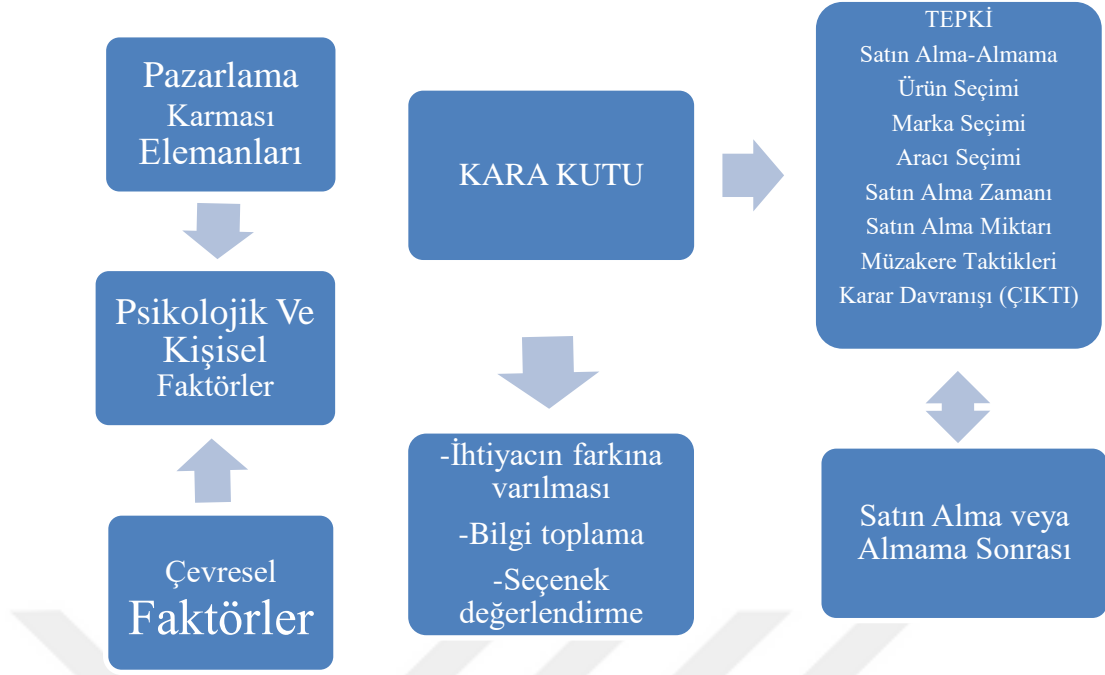 Pazarlama
Karması
Elemanları
Psikolojik Ve
Kişisel
Faktörler
Çevresel
Faktörler
KARA KUTU
-İhtiyacın farkına
varılması
-Bilgi toplama
-Seçenek
değerlendirme
TEPKİ
Satın Alma-Almama
Ürün Seçimi
Marka Seçimi
Aracı Seçimi
Satın Alma Zamanı
Satın Alma Miktarı
Müzakere Taktikleri
Karar Davranışı (ÇIKTI)
Satın Alma veya
Almama Sonrası